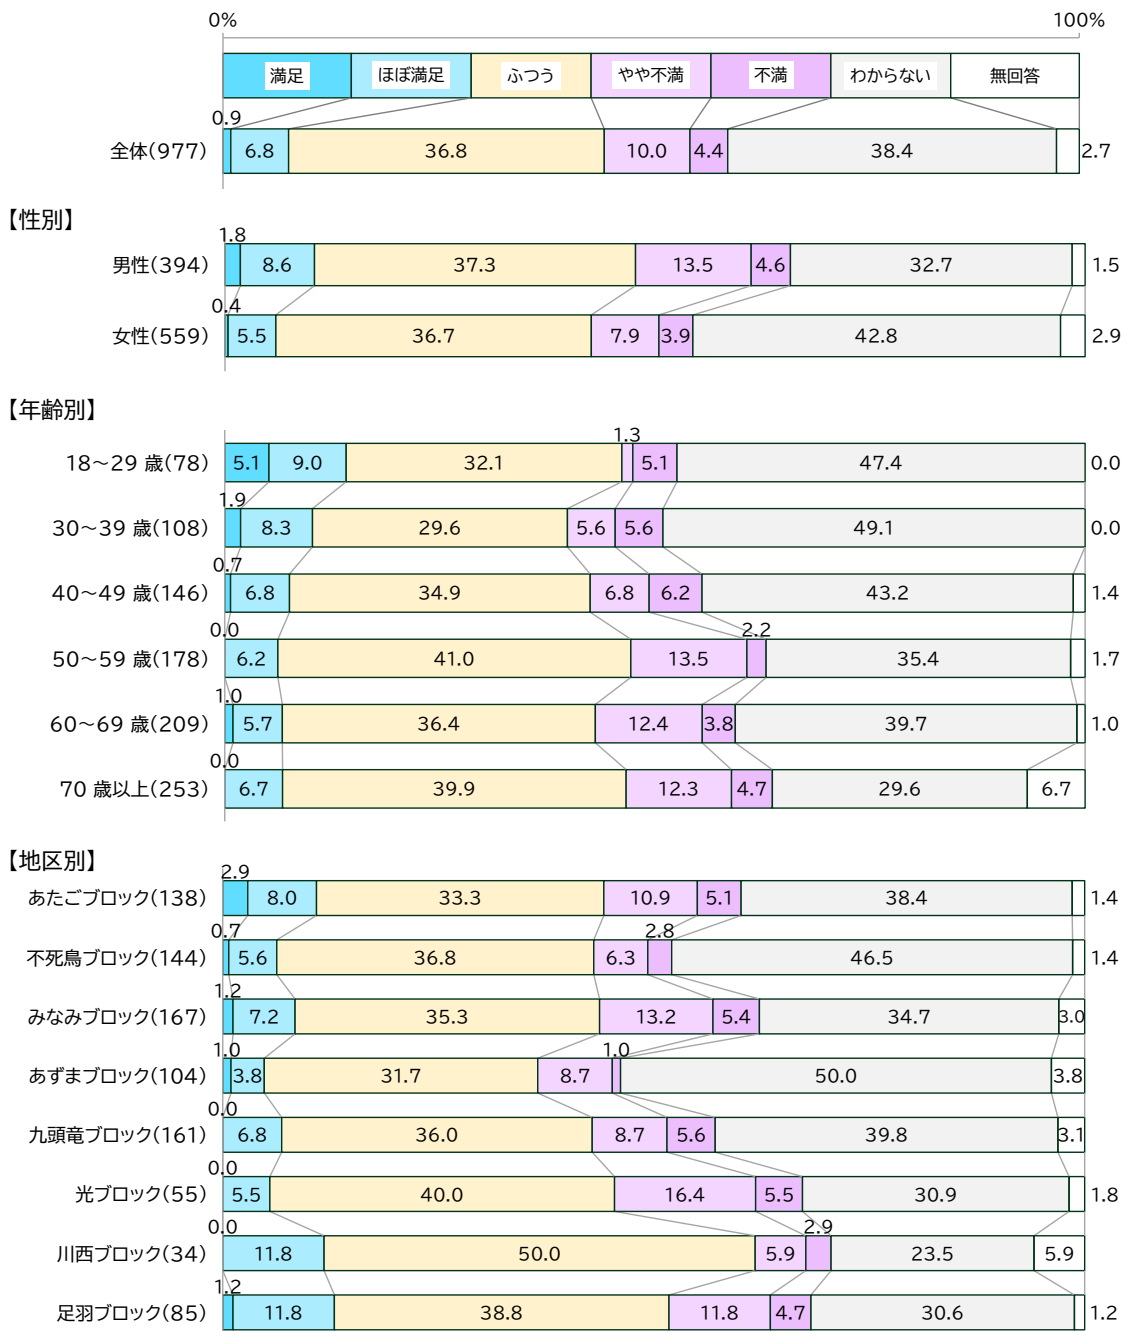 0% 100%
満足 ほぼ満足 ふつう やや不満 不満 わからない 無回答
0.9
全体(977) 6.8 36.8 10.0 4.4 38.4 2.7
【性別】
1.8
男性(394) 8.6 37.3 13.5 4.6 32.7 1.5
0.4
女性(559) 5.5 36.7 7.9 3.9 42.8 2.9
【年齢別】
1.3
18～29 歳(78) 5.1 9.0 32.1 5.1 47.4 0.0
1.9
30～39 歳(108) 8.3 29.6 5.6 5.6 49.1 0.0
0.7
40～49 歳(146) 6.8 34.9 6.8 6.2 43.2 1.4
0.0 2.2
50～59 歳(178) 6.2 41.0 13.5 35.4 1.7
1.0
60～69 歳(209) 5.7 36.4 12.4 3.8 39.7 1.0
0.0
70 歳以上(253) 6.7 39.9 12.3 4.7 29.6 6.7
【地区別】
2.9
あたごブロック(138) 8.0 33.3 10.9 5.1 38.4 1.4
0.7 2.8
不死鳥ブロック(144) 5.6 36.8 6.3 46.5 1.4
1.2
みなみブロック(167) 7.2 35.3 13.2 5.4 34.7 3.0
1.0 1.0
あずまブロック(104) 3.8 31.7 8.7 50.0 3.8
0.0
九頭竜ブロック(161) 6.8 36.0 8.7 5.6 39.8 3.1
0.0
光ブロック(55) 5.5 40.0 16.4 5.5 30.9 1.8
0.0 2.9
川西ブロック(34) 11.8 50.0 5.9 23.5 5.9
1.2
足羽ブロック(85) 11.8 38.8 11.8 4.7 30.6 1.2